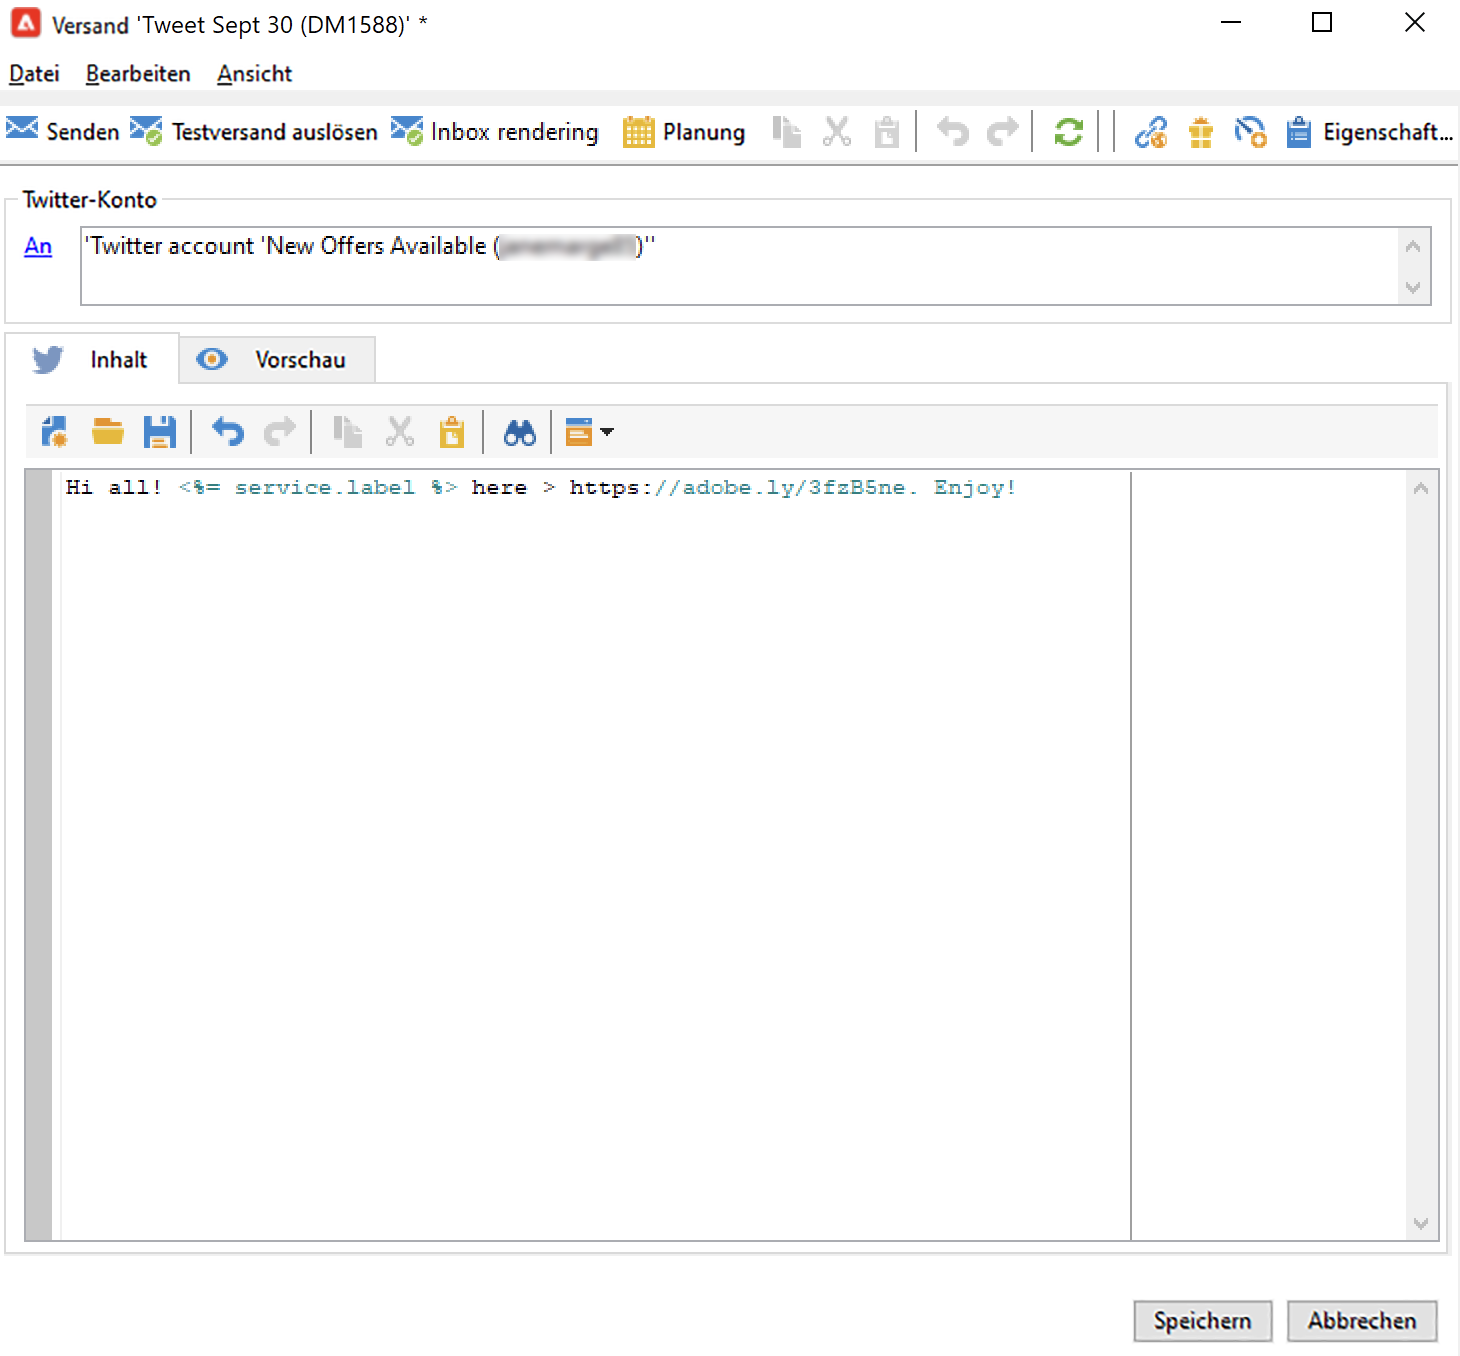 Versand 'Tweet Sept 30 (DM1588)' *
Datei Bearbeiten Ansicht
Senden Testversand auslösen Inbox rendering Planung Eigenschaft...
Twitter-Konto
An 'Twitter account 'New Offers Available ( )''
Inhalt Vorschau
Hi all! <%= service.label %> here > https://adobe.ly/3fzB5ne. Enjoy!
Speichern Abbrechen